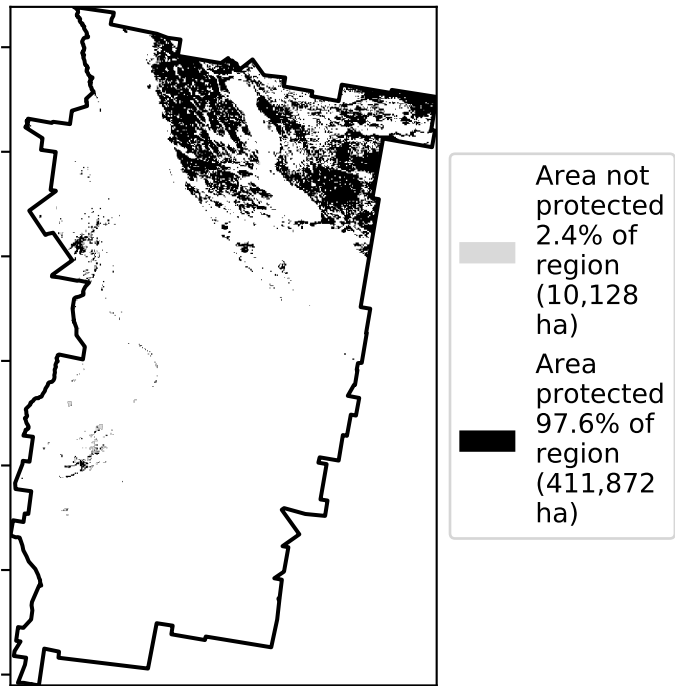 Area not
protected
2.4% of
region
(10,128
ha)
Area
protected
97.6% of
region
(411,872
ha)